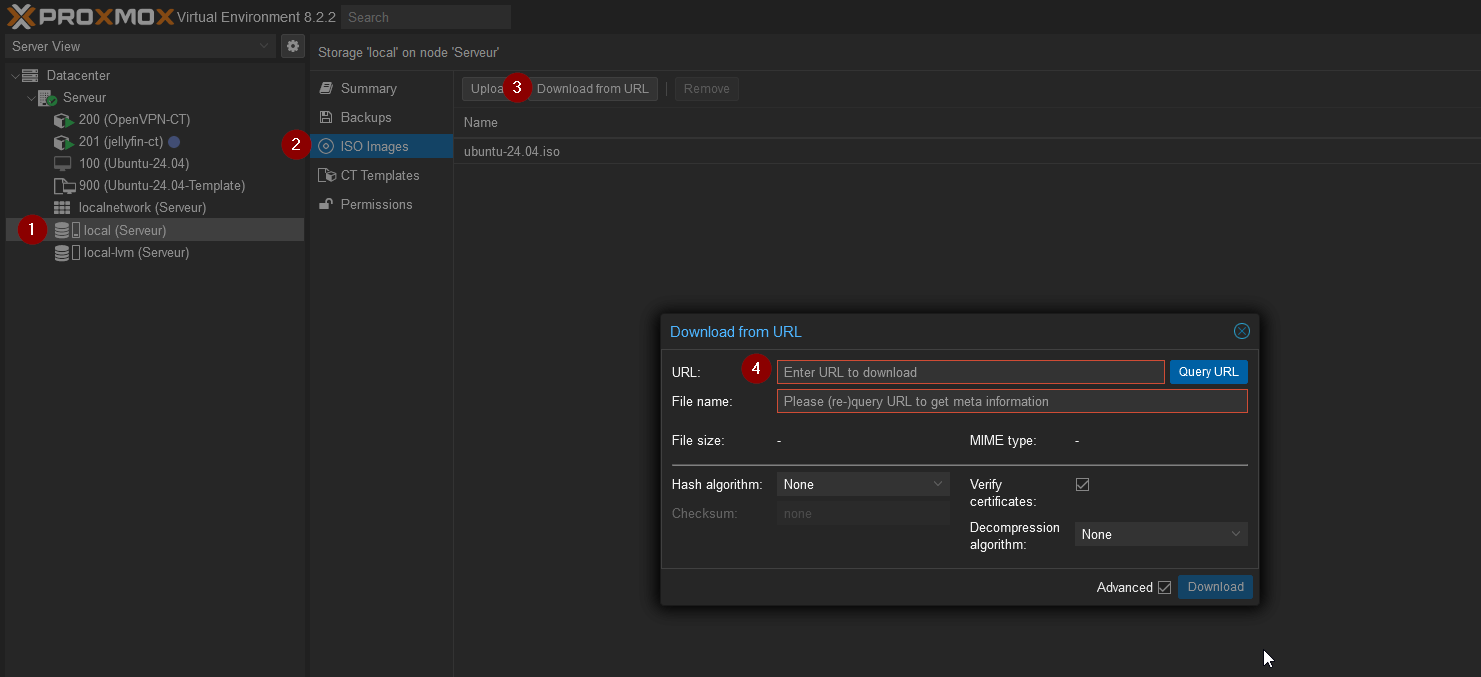 PROXMOX Virtual Environment 8.2.2 Search
Server View
Storage 'local' on node 'Serveur'
Datacenter
Serveur
200 (OpenVPN-CT)
201 (jellyfin-ct)
100 (Ubuntu-24.04)
900 (Ubuntu-24.04-Template)
localnetwork (Serveur)
1 local (Serveur)
local-lvm (Serveur)
Summary
Backups
2 ISO Images
CT Templates
Permissions
3 Download from URL Remove
Name
ubuntu-24.04.iso
Download from URL
URL: 4 Enter URL to download Query URL
File name: Please (re-)query URL to get meta information
File size: - MIME type: -
Hash algorithm: None Verify certificates:
Checksum: none
Decompression algorithm: None
Advanced Download